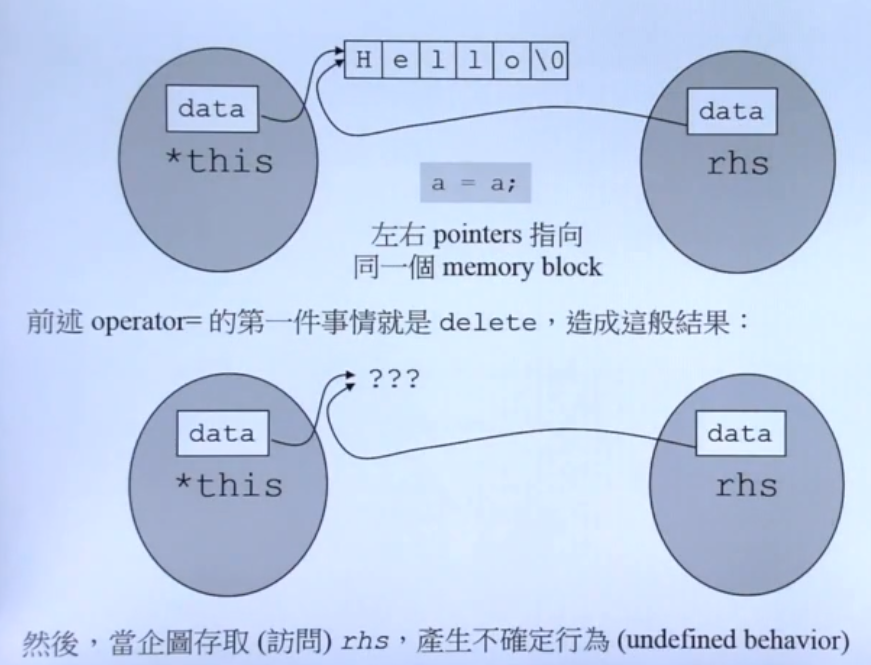 H e l l o \0
data
data
*this
rhs
a = a;
左右 pointers 指向
同一個 memory block
前述 operator= 的第一件事情就是 delete，造成這般結果：
???
data
data
*this
rhs
然後，當企圖存取 (訪問) rhs，產生不確定行為 (undefined behavior)